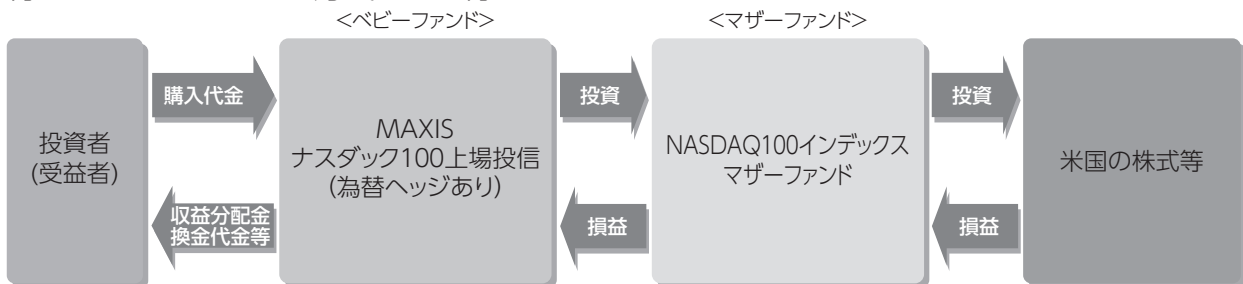 <ベビーファンド>
<マザーファンド>
投資者
(受益者)
購入代金
収益分配金
換金代金等
MAXIS
ナスダック100上場投信
(為替ヘッジあり)
投資
損益
NASDAQ100インデックス
マザーファンド
投資
損益
米国の株式等